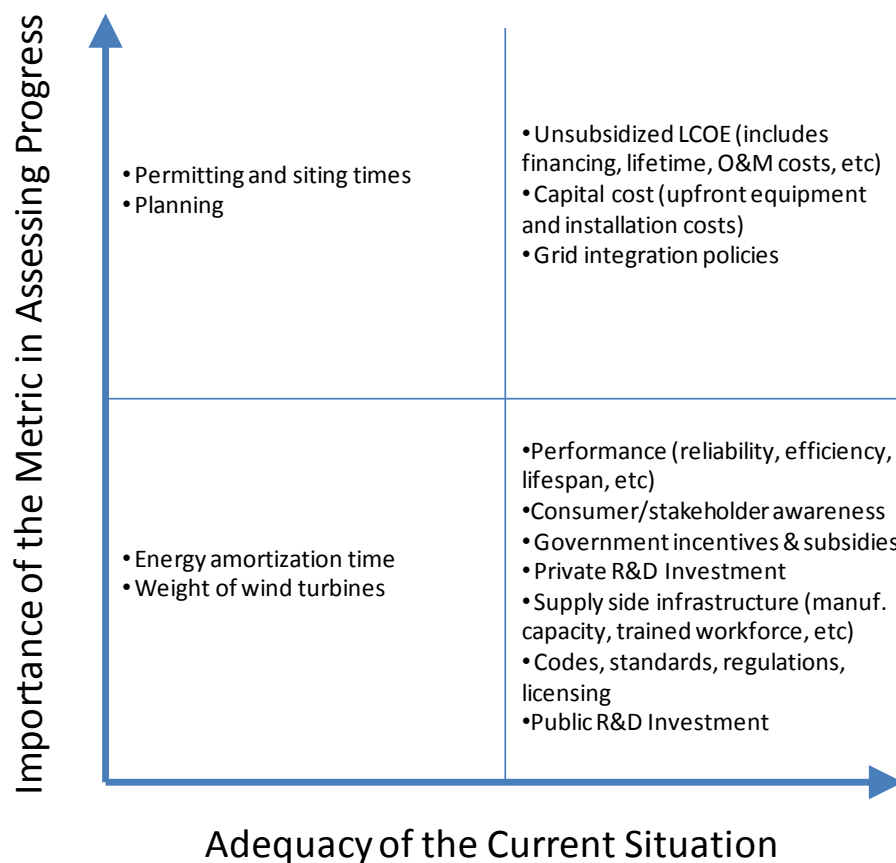 Importance of the Metric in Assessing Progress
• Permitting and siting times
• Planning
• Unsubsidized LCOE (includes
financing, lifetime, O&M costs, etc)
• Capital cost (upfront equipment
and installation costs)
• Grid integration policies
• Energy amortization time
• Weight of wind turbines
•Performance (reliability, efficiency,
lifespan, etc)
•Consumer/stakeholder awareness
•Government incentives & subsidies
•Private R&D Investment
•Supply side infrastructure (manuf.
capacity, trained workforce, etc)
•Codes, standards, regulations,
licensing
•Public R&D Investment
Adequacy of the Current Situation